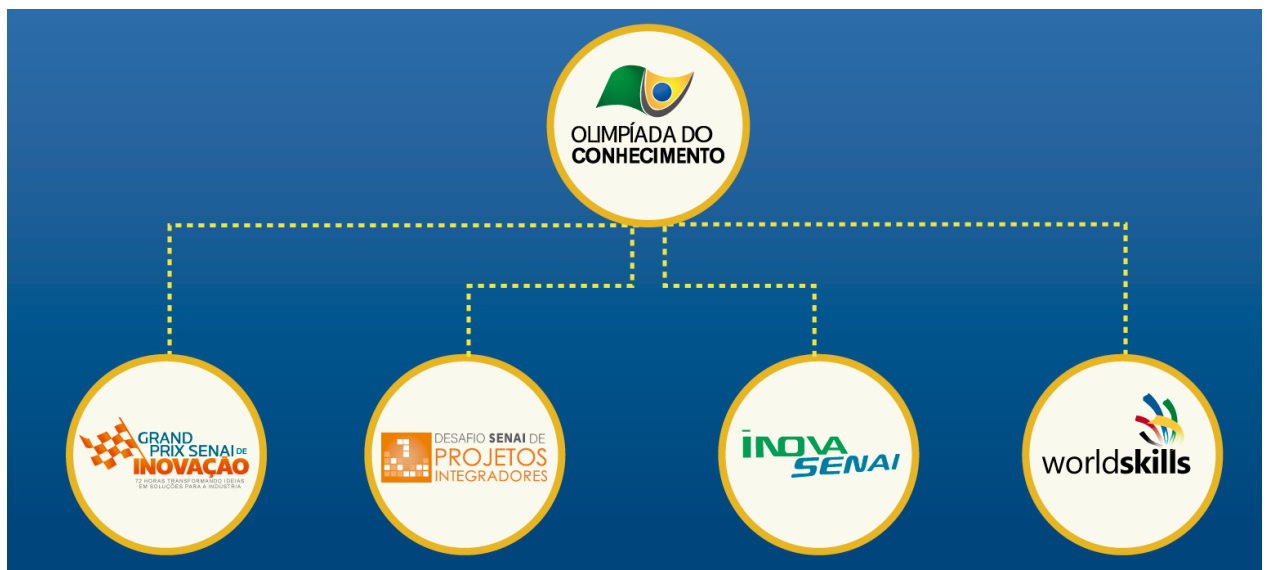 OLIMPÍADA DO
CONHECIMENTO
GRAND
PRIX SENAI DE
INOVAÇÃO
72 HORAS TRANSFORMANDO IDEIAS
EM SOLUÇÕES PARA A INDÚSTRIA
DESAFIO SENAI DE
PROJETOS
INTEGRADORES
INOVA
SENAI
worldskills